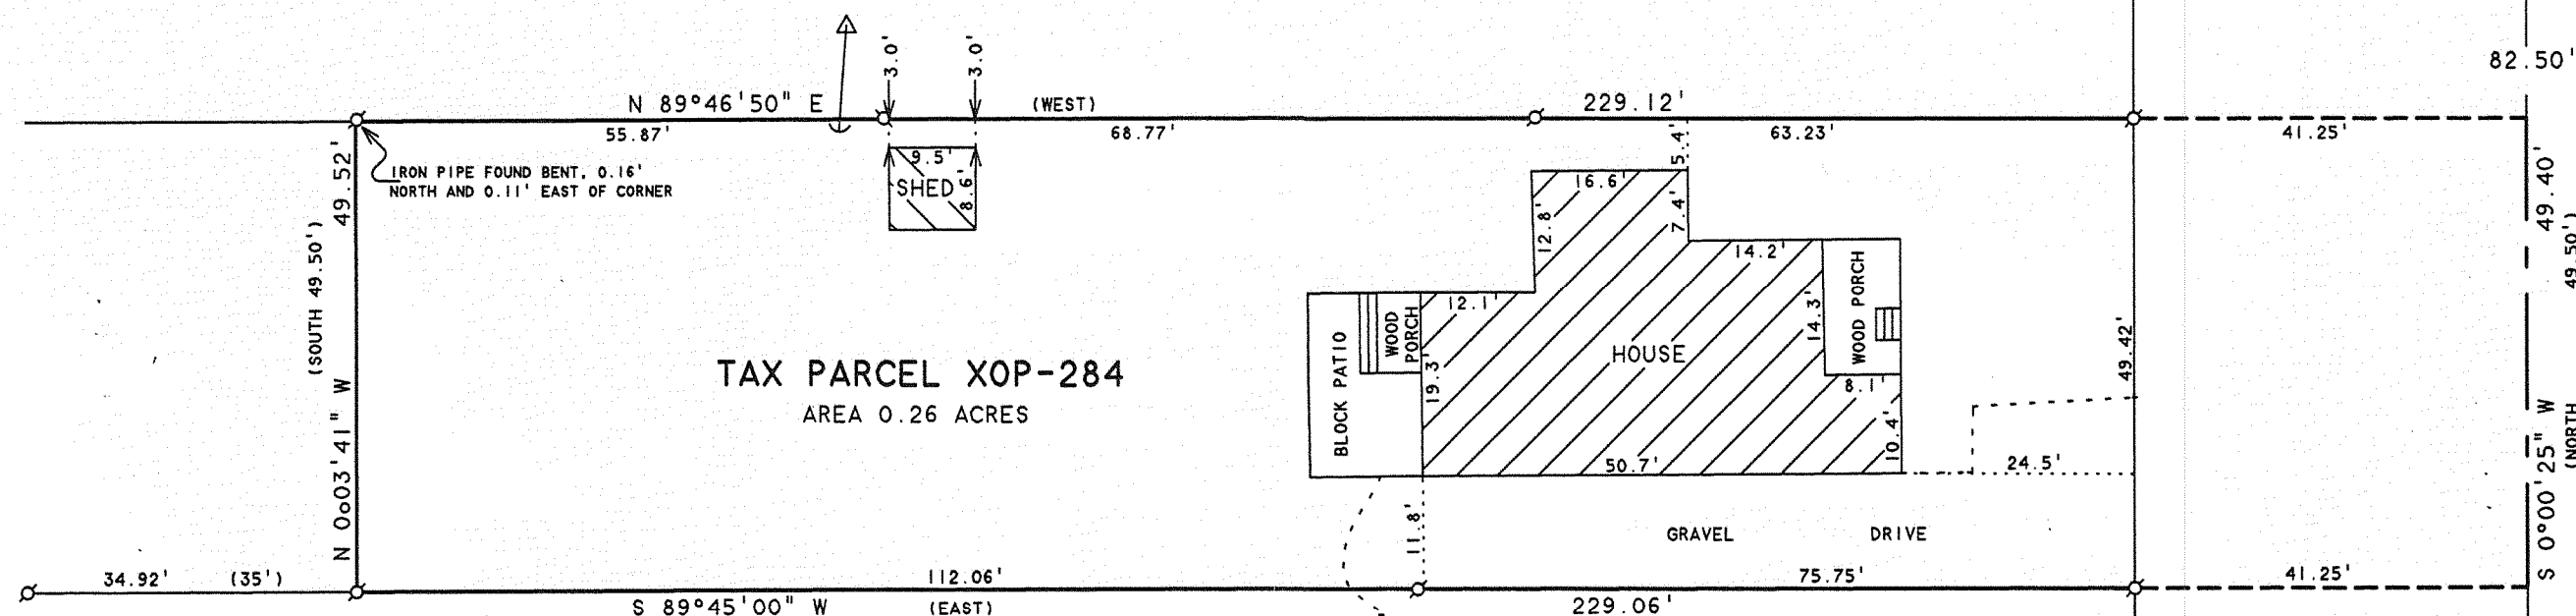 82.50'
3.0'
3.0'
N 89°46'50" E
(WEST)
229.12'
55.87'
68.77'
63.23'
41.25'
IRON PIPE FOUND BENT, 0.16'
NORTH AND 0.11' EAST OF CORNER
49.52'
(SOUTH 49.50')
N 0°03'41" W
9.5'
SHED
8.6'
5.4'
16.6'
12.8'
7.4'
14.2'
WOOD PORCH
14.3'
12.1'
WOOD
PORCH
BLOCK PATIO
19.3'
HOUSE
8.1'
10.4'
50.7'
24.5'
49.42'
49.40'
49.50')
(NORTH
S 0°00'25" W
TAX PARCEL XOP-284
AREA 0.26 ACRES
11.8'
GRAVEL DRIVE
34.92'
(35')
112.06'
75.75'
41.25'
S 89°45'00" W
(EAST)
229.06'